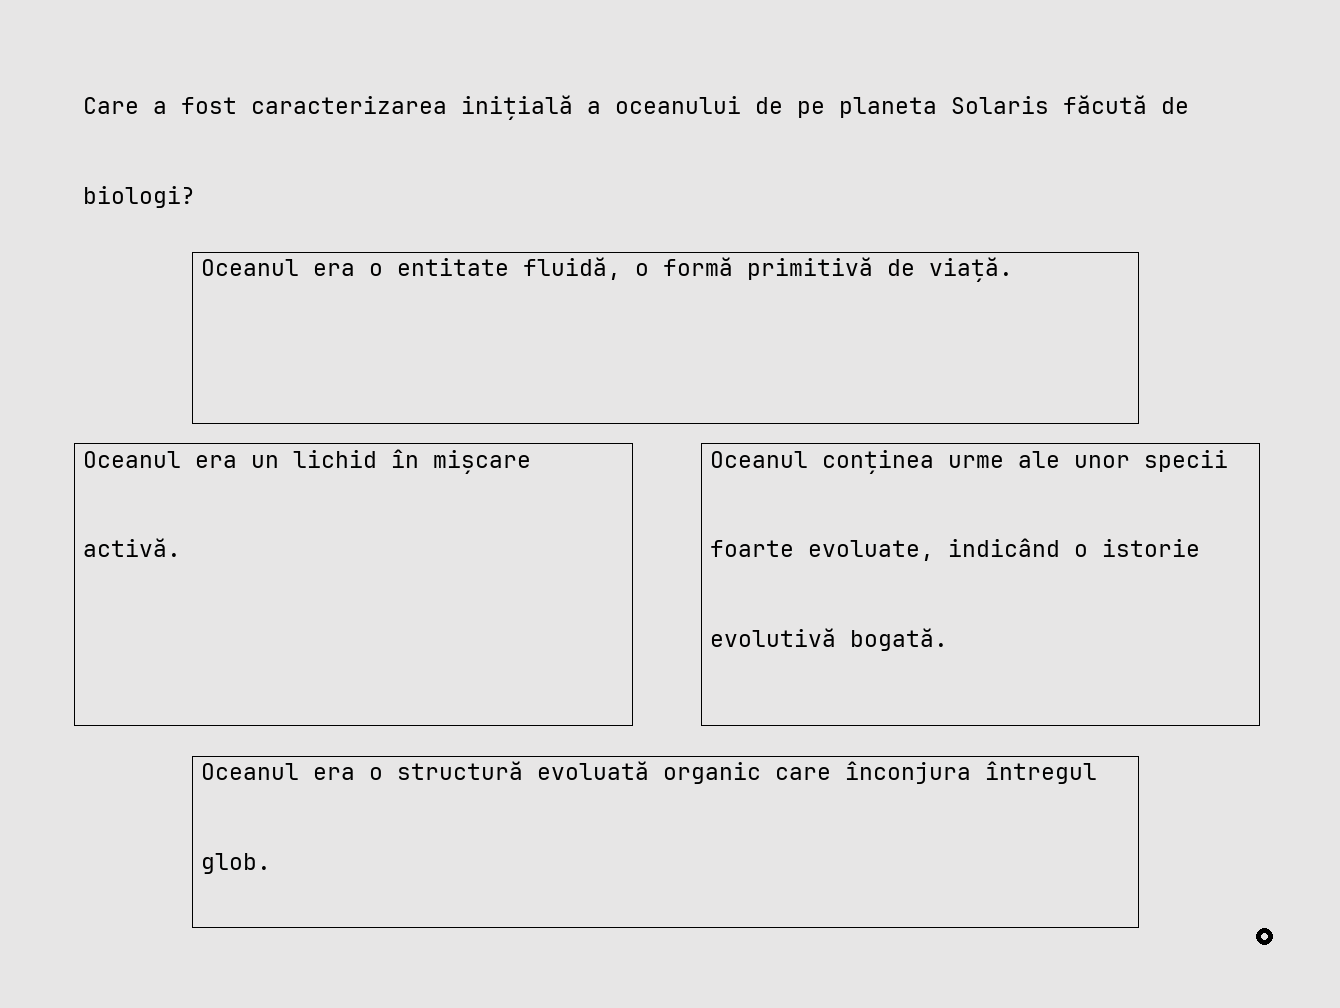 Care a fost caracterizarea inițială a oceanului de pe planeta Solaris făcută de
biologi?
Oceanul era o entitate fluidă, o formă primitivă de viață.
Oceanul era un lichid în mișcare
activă.
Oceanul conținea urme ale unor specii
foarte evoluate, indicând o istorie
evolutivă bogată.
Oceanul era o structură evoluată organic care înconjura întregul
glob.